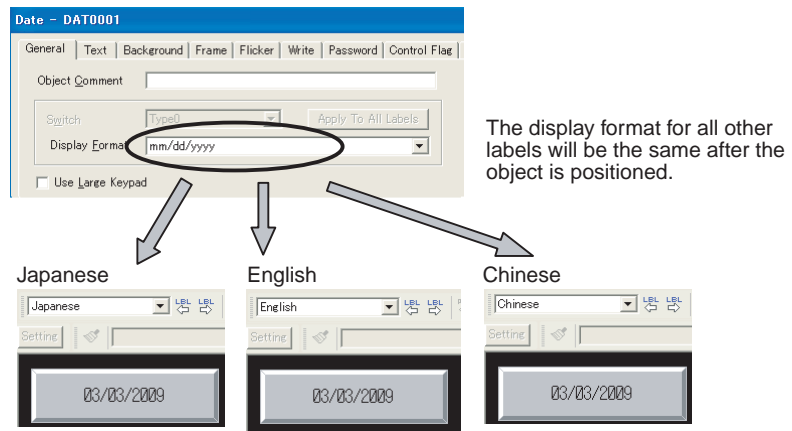 Date - DAT0001
General Text Background Frame Flicker Write Password Control Flag
Object Comment
Switch Type0 Apply To All Labels
Display Format mm/dd/yyyy
Use Large Keypad
The display format for all other
labels will be the same after the
object is positioned.
Japanese English Chinese
Japanese LBL LBL English LBL LBL Chinese LBL LBL
Setting Setting Setting
03/03/2009 03/03/2009 03/03/2009